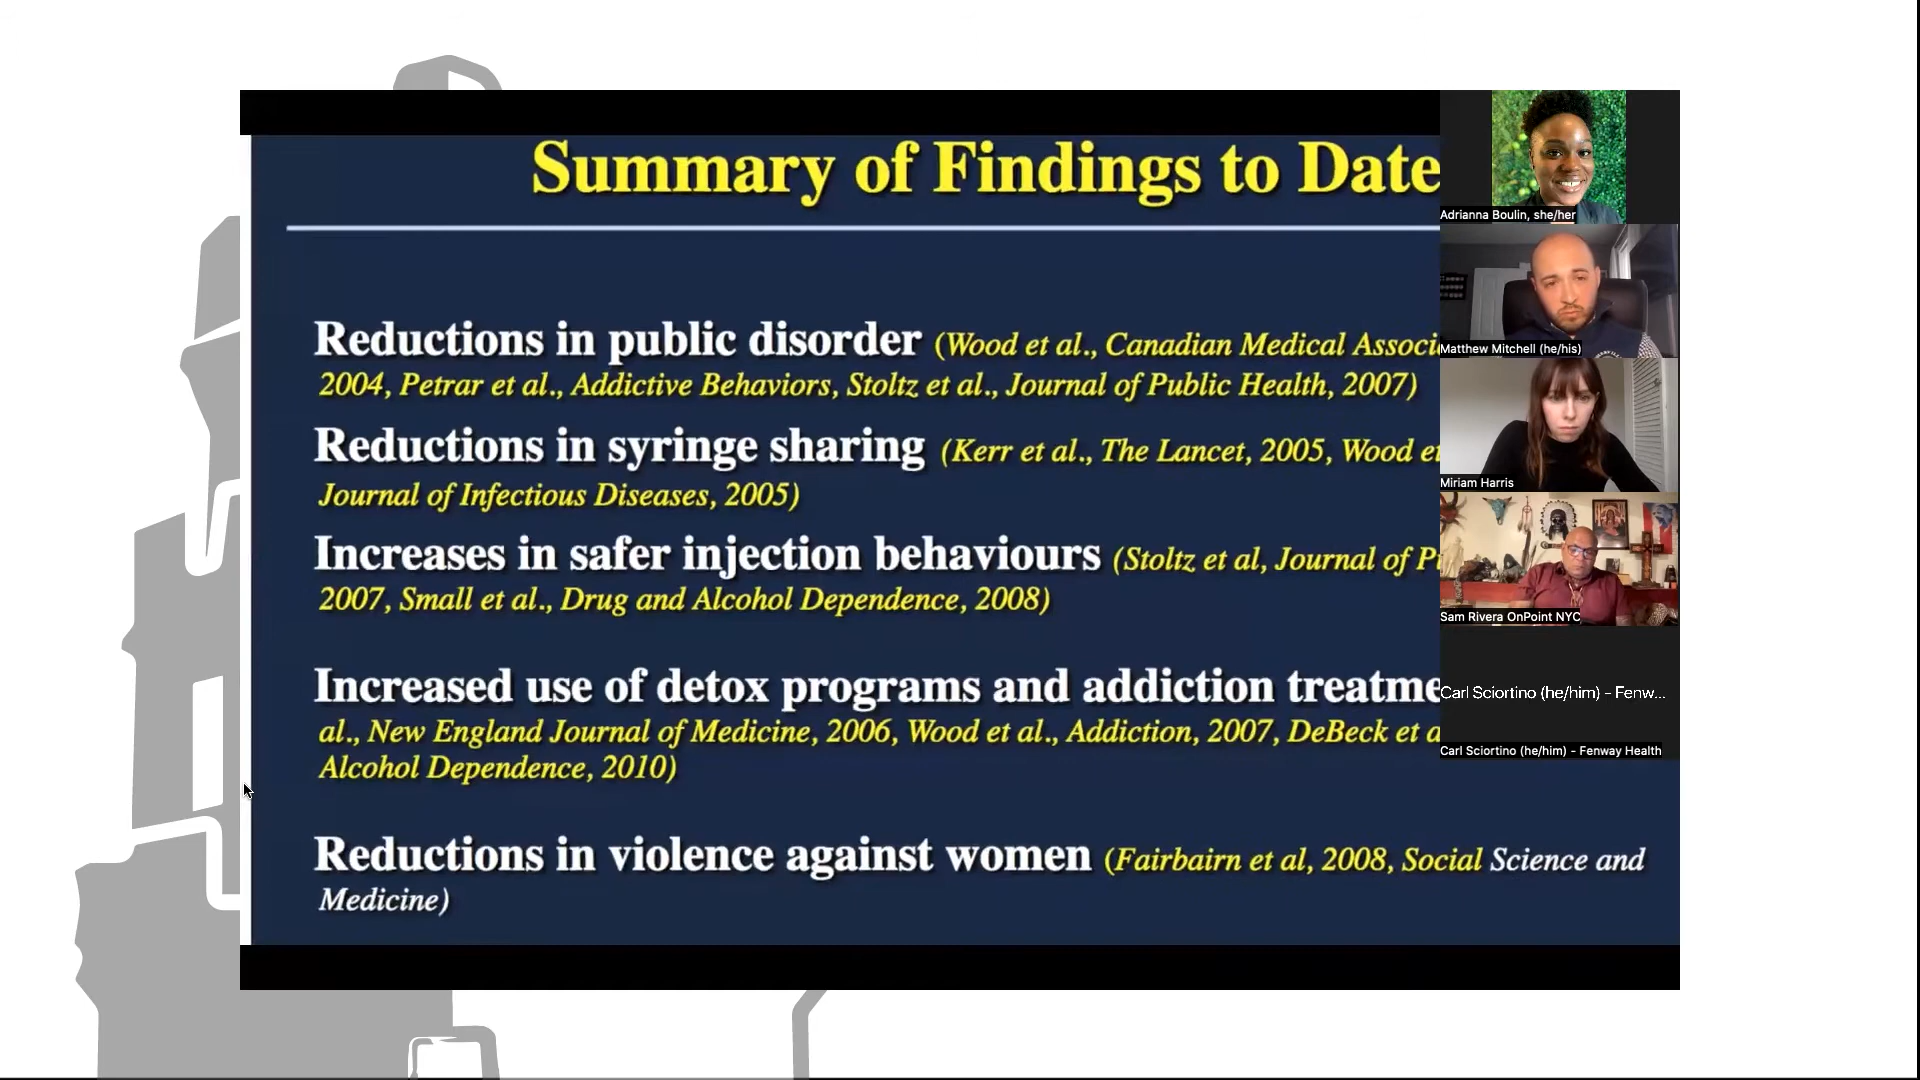 Summary of Findings to Date
Reductions in public disorder (Wood et al., Canadian Medical Associ
2004, Petrar et al., Addictive Behaviors, Stoltz et al., Journal of Public Health, 2007)
Reductions in syringe sharing (Kerr et al., The Lancet, 2005, Wood et
Journal of Infectious Diseases, 2005)
Increases in safer injection behaviours (Stoltz et al, Journal of P
2007, Small et al., Drug and Alcohol Dependence, 2008)
Increased use of detox programs and addiction treatme
al., New England Journal of Medicine, 2006, Wood et al., Addiction, 2007, DeBeck et a
Alcohol Dependence, 2010)
Reductions in violence against women (Fairbairn et al, 2008, Social Science and
Medicine)
Adrianna Boulin, she/her
Matthew Mitchell (he/his)
Miriam Harris
Sam Rivera OnPoint NYC
Carl Sciortino (he/him) - Fenw...
Carl Sciortino (he/him) - Fenway Health